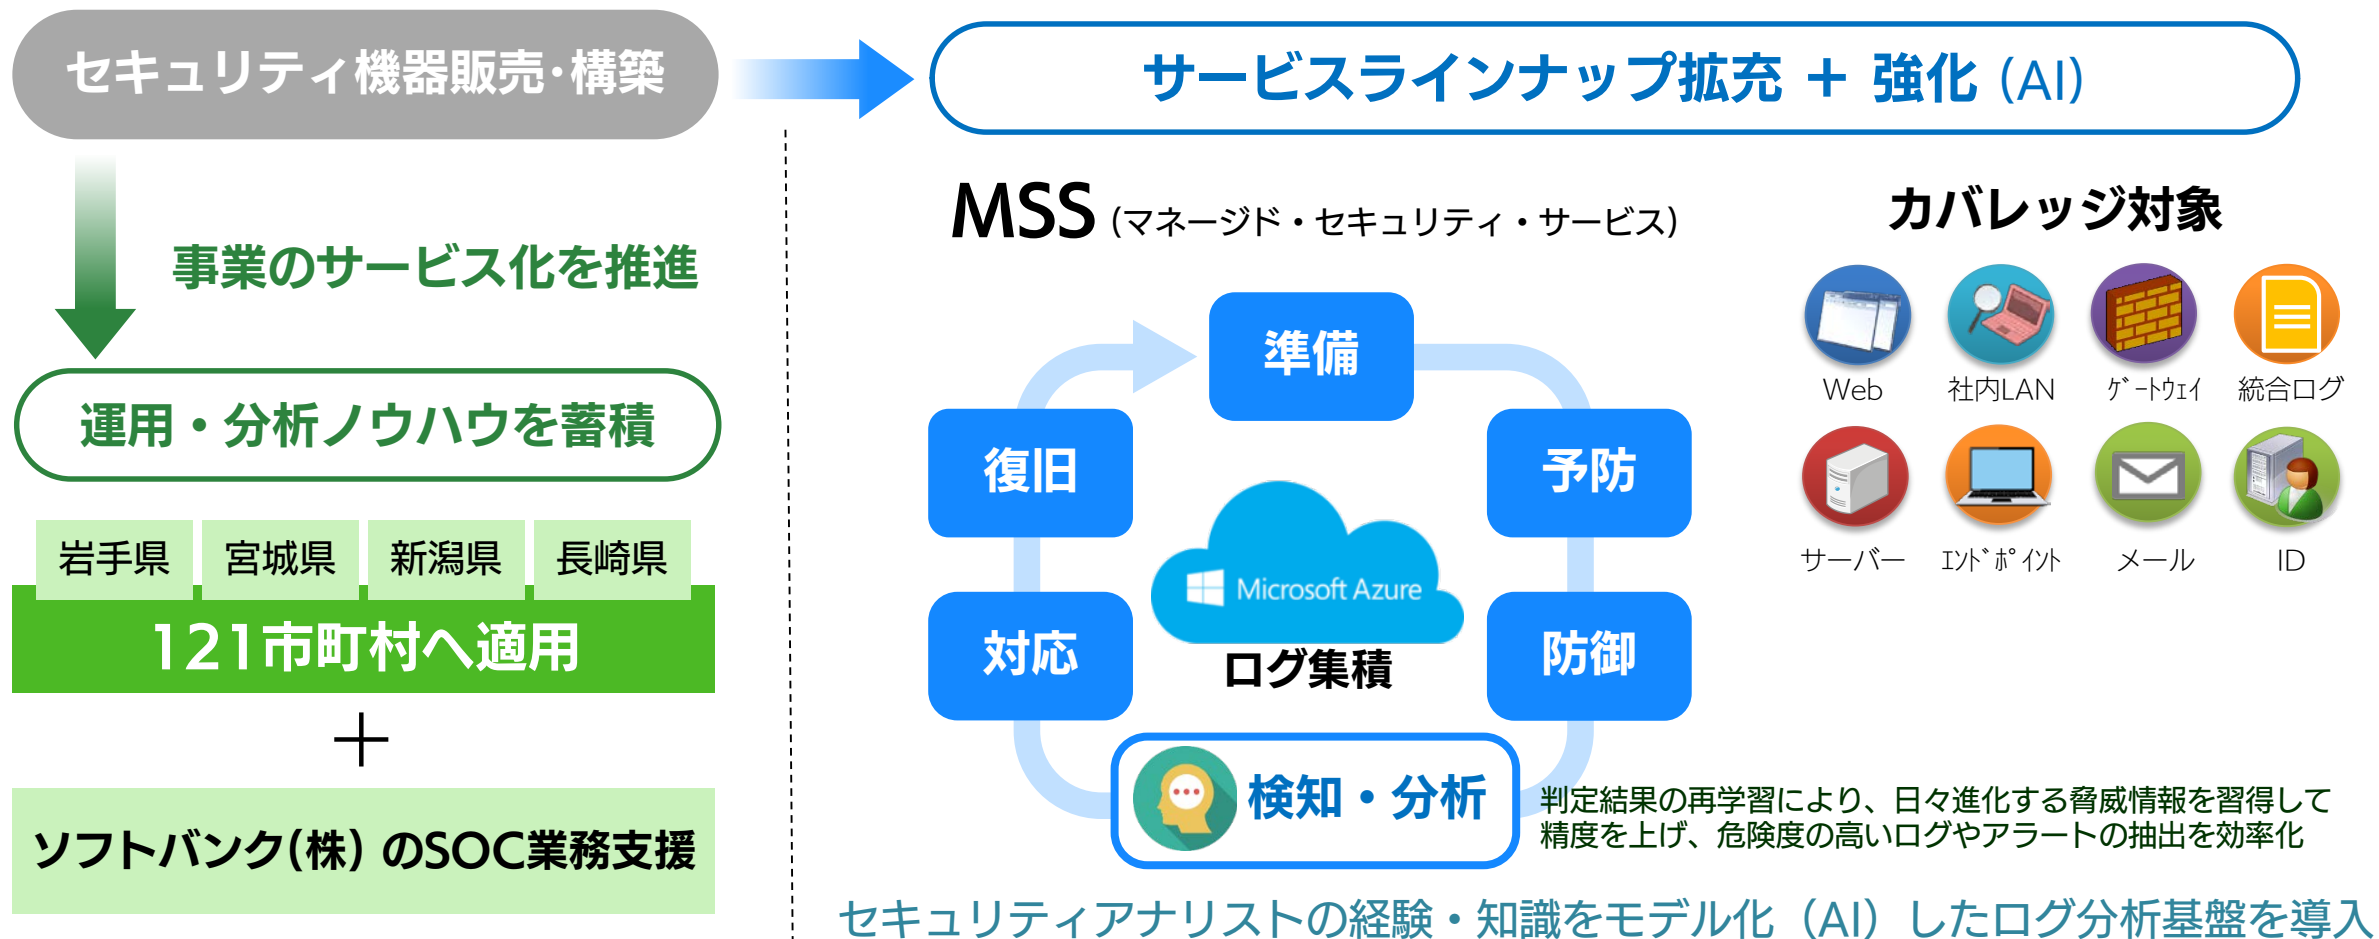 セキュリティ機器販売･構築
事業のサービス化を推進
運用・分析ノウハウを蓄積
岩手県 宮城県 新潟県 長崎県
121市町村へ適用
＋
ソフトバンク(株) のSOC業務支援
サービスラインナップ拡充 ＋ 強化 (AI)
MSS (マネージド・セキュリティ・サービス)
準備
予防
防御
検知・分析
対応
復旧
Microsoft Azure
ログ集積
カバレッジ対象
Web 社内LAN ｹﾞｰﾄｳｪｲ 統合ログ
サーバー ｴﾝﾄﾞﾎﾟｲﾝﾄ メール ID
判定結果の再学習により、日々進化する脅威情報を習得して
精度を上げ、危険度の高いログやアラートの抽出を効率化
セキュリティアナリストの経験・知識をモデル化（AI）したログ分析基盤を導入